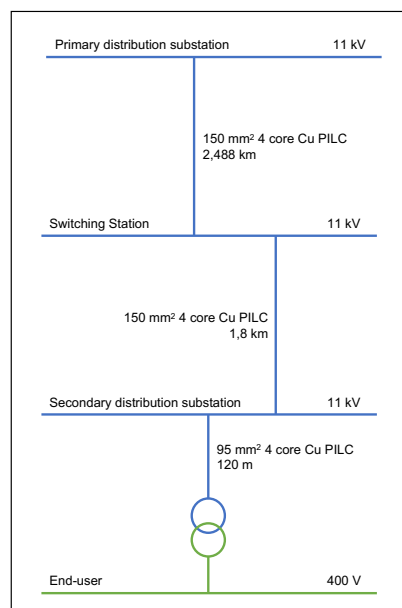 Primary distribution substation 11 kV
150 mm² 4 core Cu PILC
2,488 km
Switching Station 11 kV
150 mm² 4 core Cu PILC
1,8 km
Secondary distribution substation 11 kV
95 mm² 4 core Cu PILC
120 m
End-user 400 V